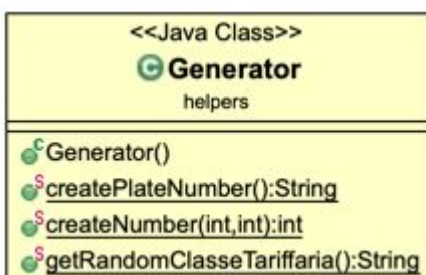 <<Java Class>>
Generator
helpers
Generator()
createPlateNumber():String
createNumber(int,int):int
getRandomClasseTariffaria():String